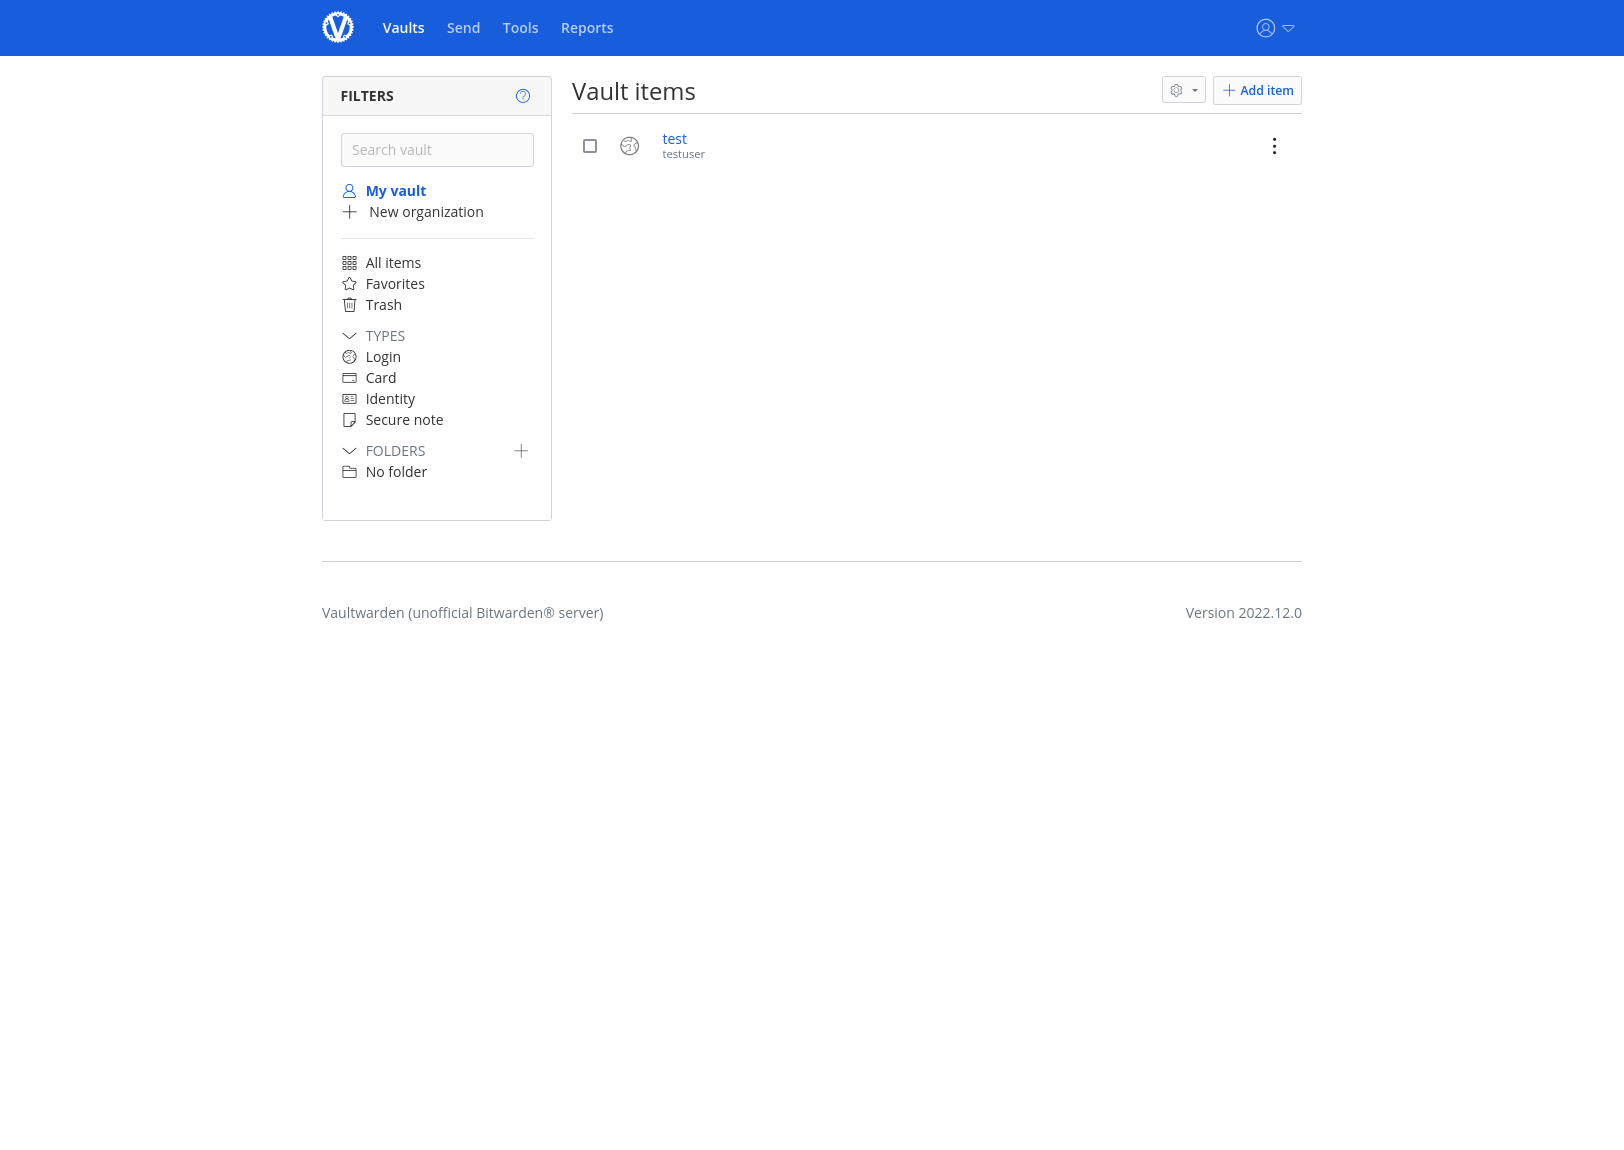 Vaults Send Tools Reports
FILTERS
Search vault
My vault
New organization
All items
Favorites
Trash
TYPES
Login
Card
Identity
Secure note
FOLDERS
No folder
Vault items
Add item
test
testuser
Vaultwarden (unofficial Bitwarden® server)
Version 2022.12.0